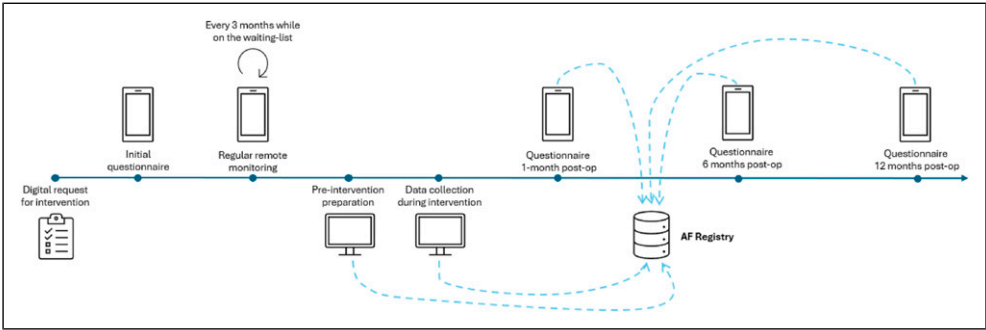 Every 3 months while
on the waiting-list
Initial
questionnaire
Regular remote
monitoring
Questionnaire
1-month post-op
Questionnaire
6 months post-op
Questionnaire
12 months post-op
Digital request
for intervention
Pre-intervention
preparation
Data collection
during intervention
AF Registry